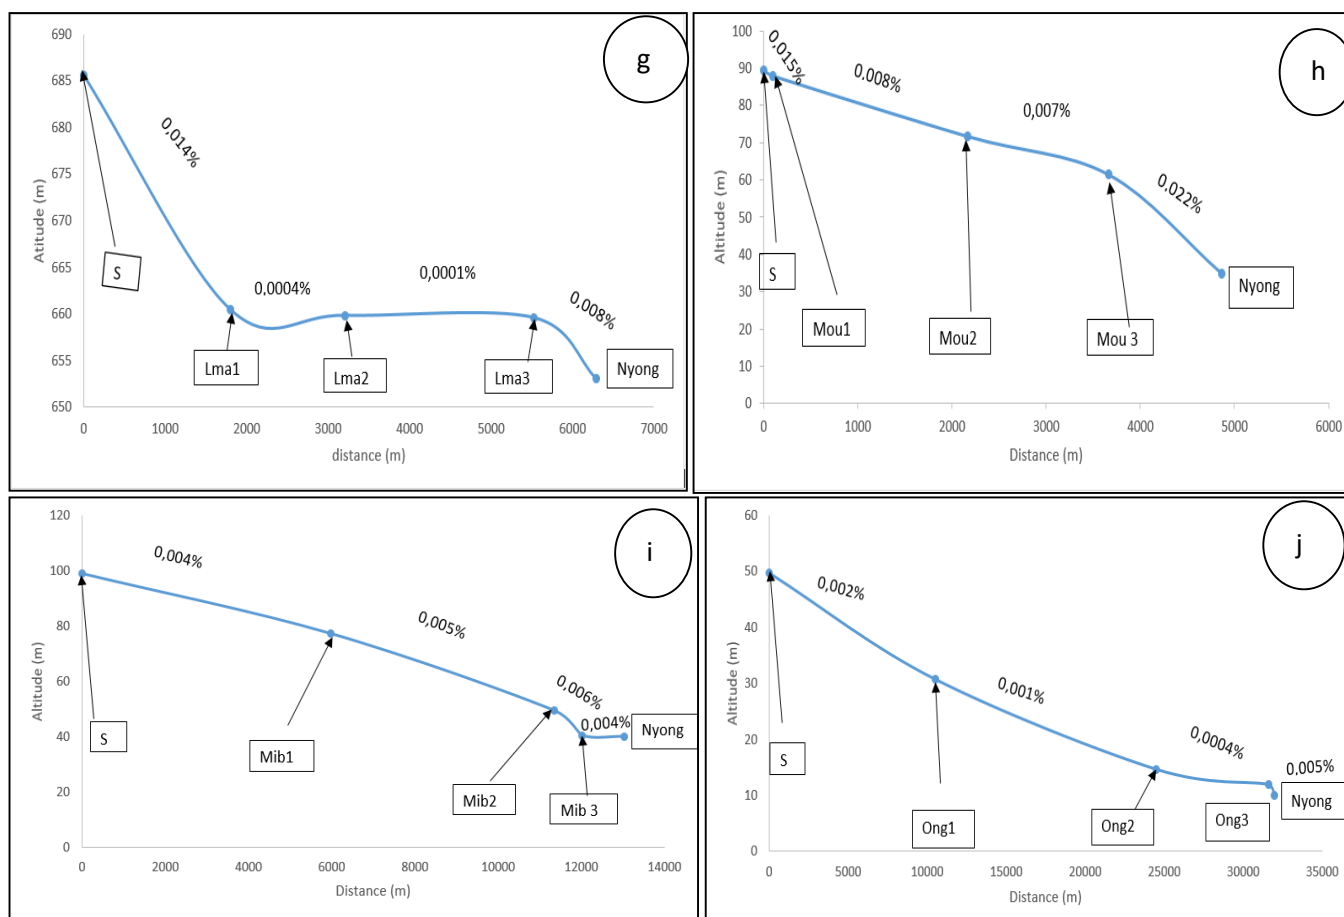 g
690
685
680
675
670
665
660
655
650
Altitude (m)
0,014%
0,0004%
0,0001%
0,008%
S
Lma1
Lma2
Lma3
Nyong
0
1000
2000
3000
4000
5000
6000
7000
distance (m)
h
100
90
80
70
60
50
40
30
20
10
0
Altitude (m)
0,015%
0,008%
0,007%
0,022%
S
Mou1
Mou2
Mou 3
Nyong
0
1000
2000
3000
4000
5000
6000
Distance (m)
i
120
100
80
60
40
20
0
Altitude (m)
0,004%
0,005%
0,006%
0,004%
S
Mib1
Mib2
Mib 3
Nyong
0
2000
4000
6000
8000
10000
12000
14000
Distance (m)
j
60
50
40
30
20
10
0
Altitude (m)
0,002%
0,001%
0,0004%
0,005%
S
Ong1
Ong2
Ong3
Nyong
0
5000
10000
15000
20000
25000
30000
35000
Distance (m)